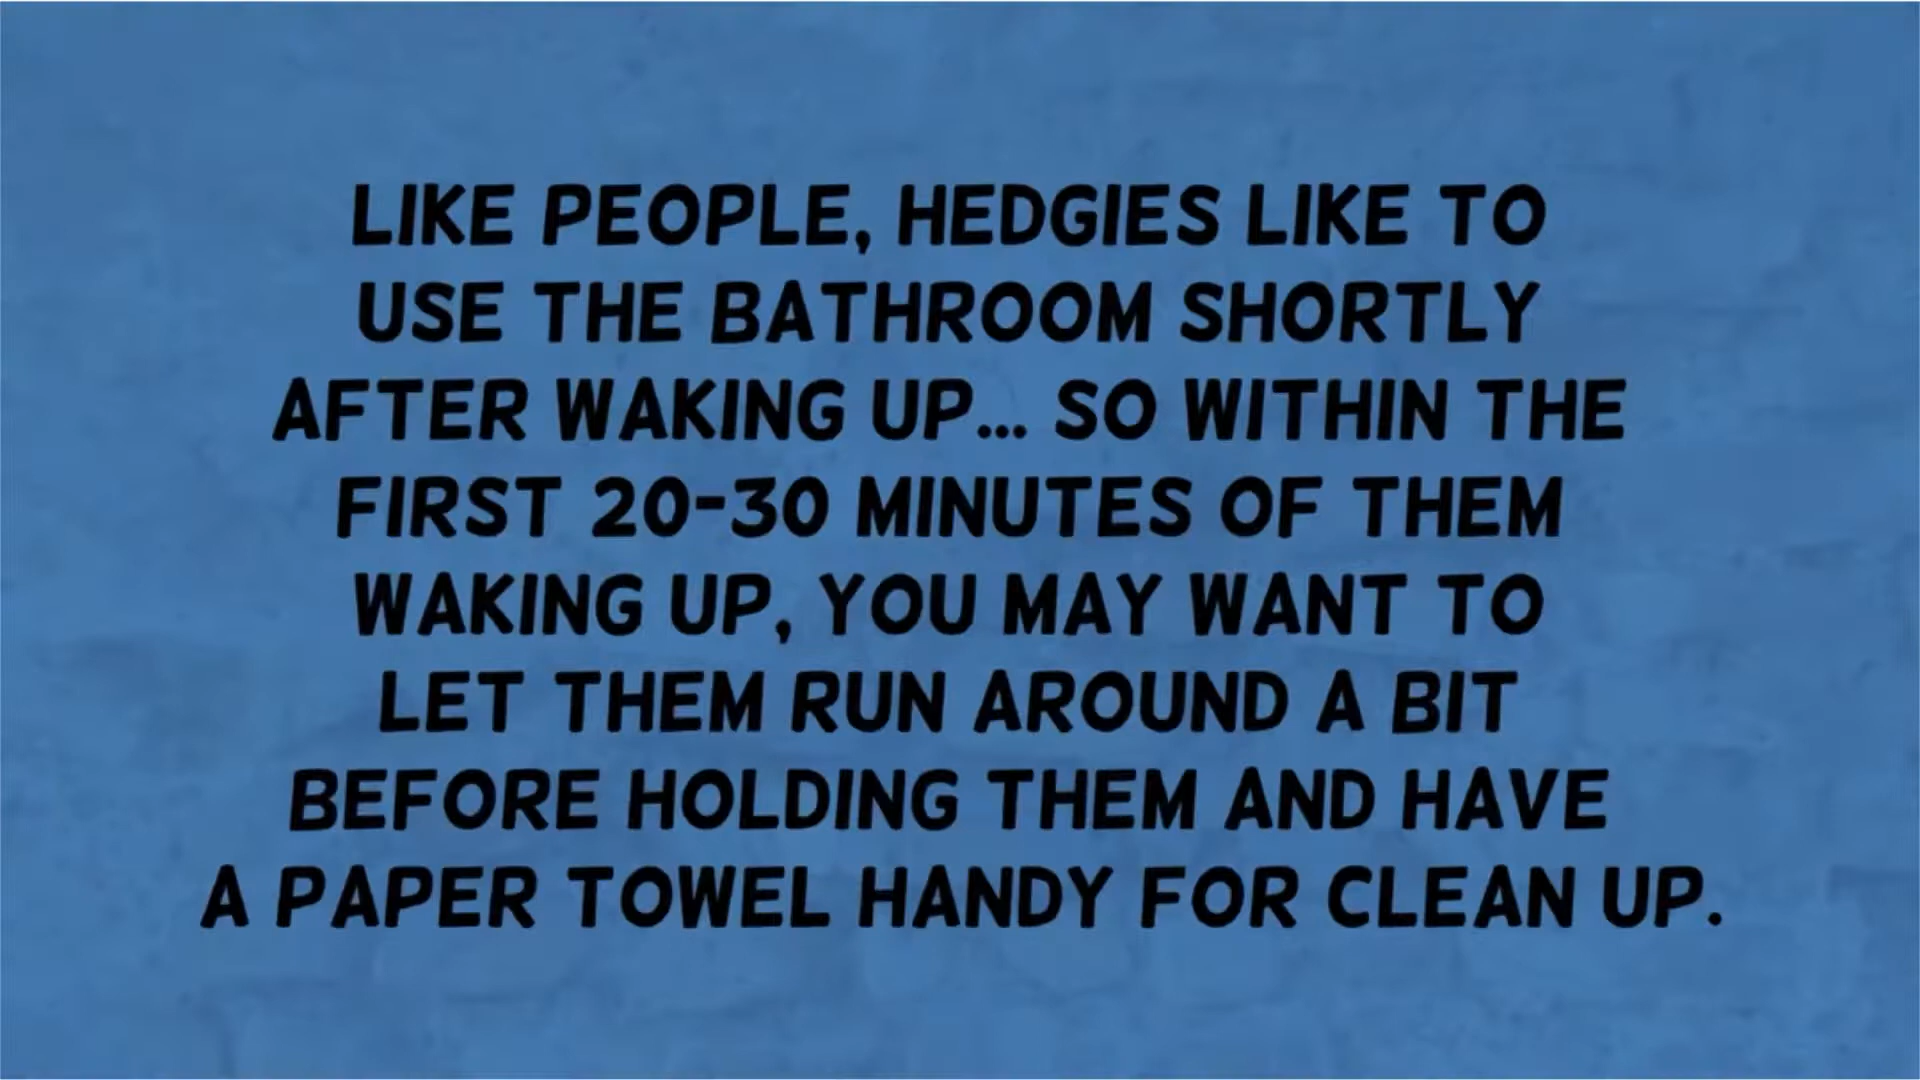 LIKE PEOPLE, HEDGIES LIKE TO
USE THE BATHROOM SHORTLY
AFTER WAKING UP... SO WITHIN THE
FIRST 20-30 MINUTES OF THEM
WAKING UP, YOU MAY WANT TO
LET THEM RUN AROUND A BIT
BEFORE HOLDING THEM AND HAVE
A PAPER TOWEL HANDY FOR CLEAN UP.